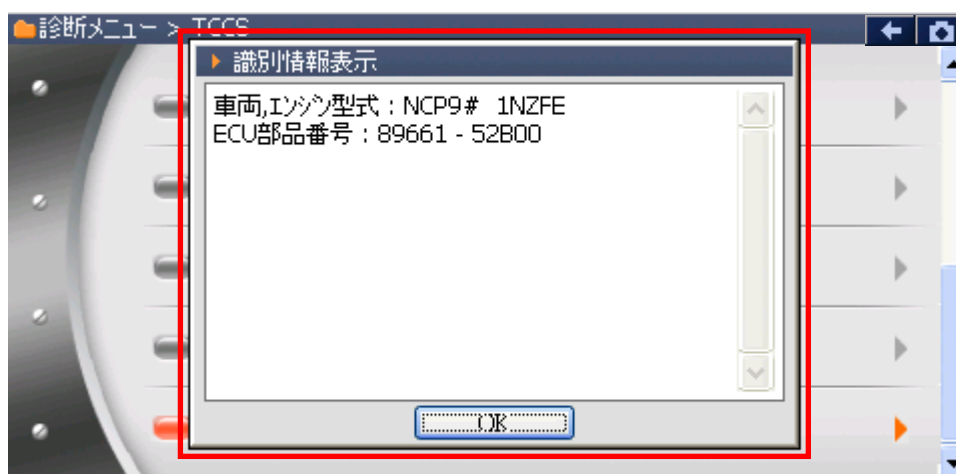 診断メニュー > TCCS
識別情報表示
車両,ｴﾝｼﾞﾝ型式：NCP9# 1NZFE
ECU部品番号：89661 - 52B00
OK